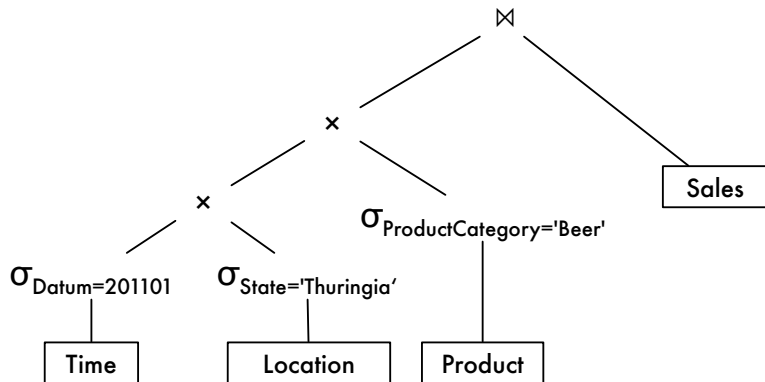 ⋈
×
Sales
×
σProductCategory='Beer'
σDatum=201101 σState='Thuringia‘
Time Location Product